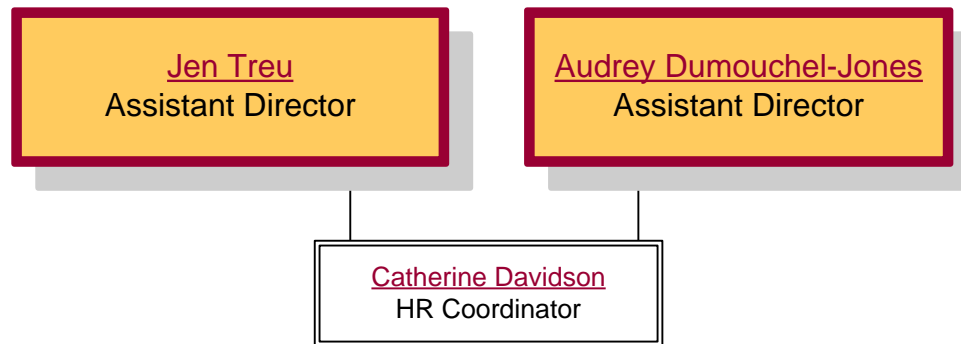 Jen Treu
Assistant Director
Audrey Dumouchel-Jones
Assistant Director
Catherine Davidson
HR Coordinator